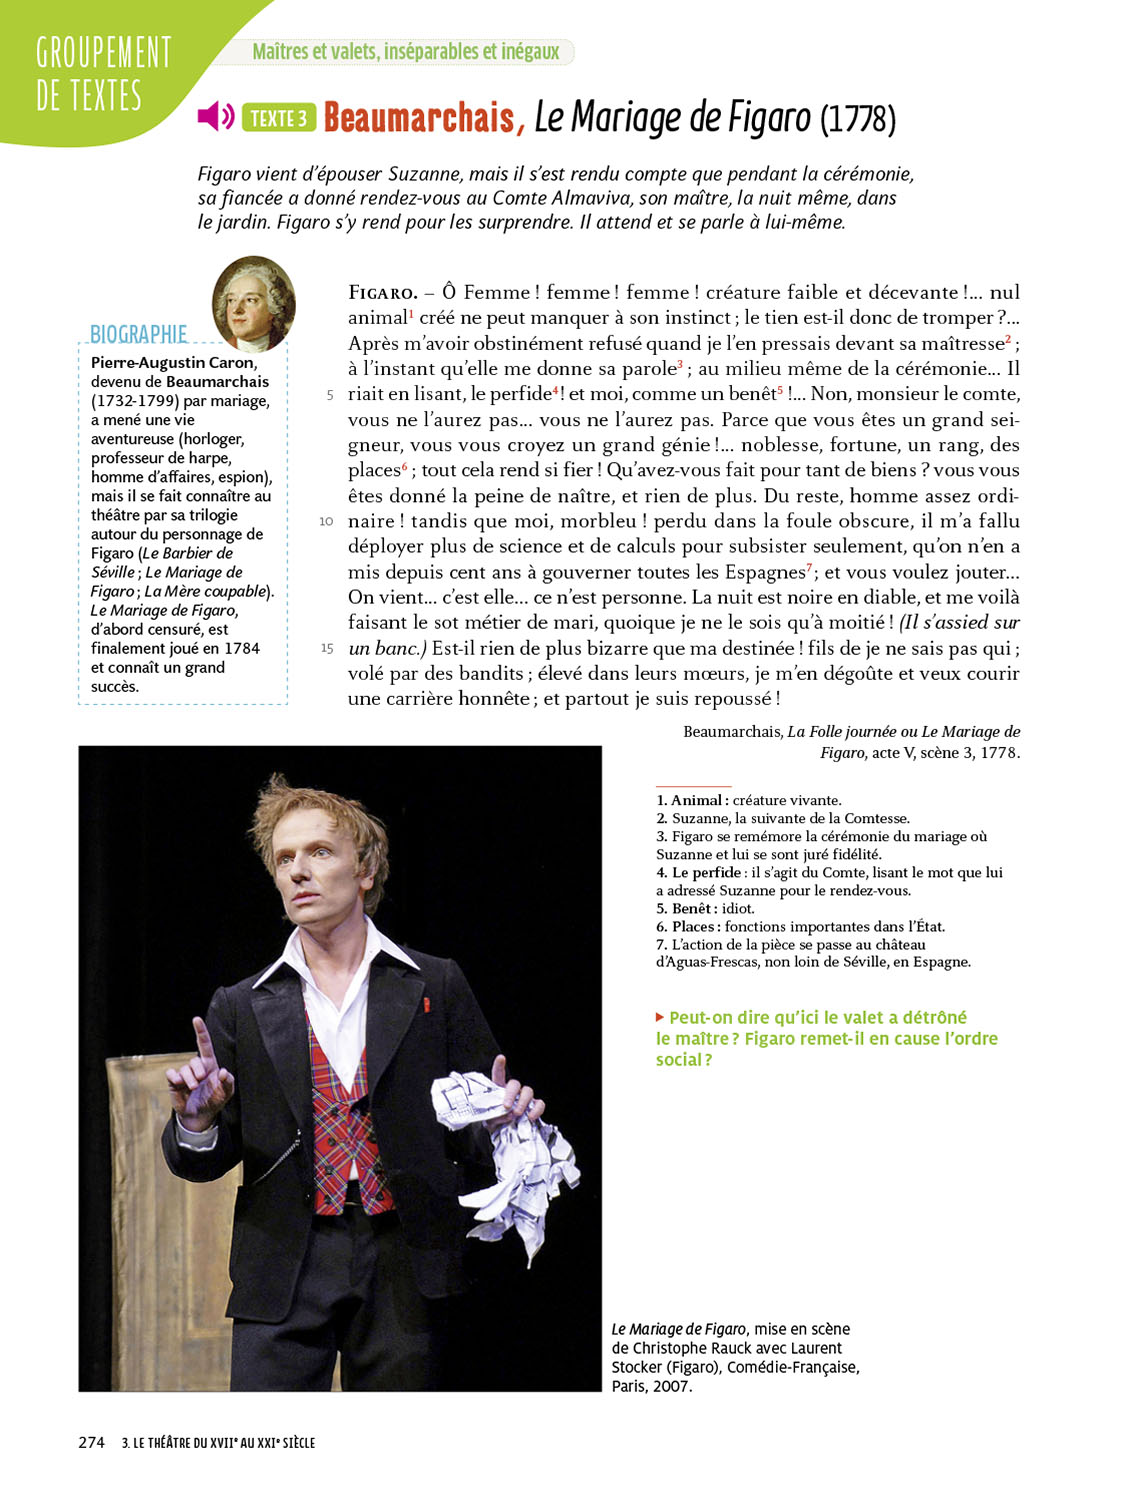 GROUPEMENT
DE TEXTES
Maîtres et valets, inséparables et inégaux
TEXTE 3 Beaumarchais, Le Mariage de Figaro (1778)
Figaro vient d’épouser Suzanne, mais il s’est rendu compte que pendant la cérémonie,
sa fiancée a donné rendez-vous au Comte Almaviva, son maître, la nuit même, dans
le jardin. Figaro s’y rend pour les surprendre. Il attend et se parle à lui-même.
BIOGRAPHIE
Pierre-Augustin Caron,
devenu de Beaumarchais
(1732-1799) par mariage,
a mené une vie
aventureuse (horloger,
professeur de harpe,
homme d’affaires, espion),
mais il se fait connaître au
théâtre par sa trilogie
autour du personnage de
Figaro (Le Barbier de
Séville ; Le Mariage de
Figaro ; La Mère coupable).
Le Mariage de Figaro,
d’abord censuré, est
finalement joué en 1784
et connaît un grand
succès.
FIGARO. – Ô Femme ! femme ! femme ! créature faible et décevante !... nul
animal1 créé ne peut manquer à son instinct ; le tien est-il donc de tromper ?...
Après m’avoir obstinément refusé quand je l’en pressais devant sa maîtresse2 ;
à l’instant qu’elle me donne sa parole3 ; au milieu même de la cérémonie... Il
5 riait en lisant, le perfide4 ! et moi, comme un benêt5 !... Non, monsieur le comte,
vous ne l’aurez pas... vous ne l’aurez pas. Parce que vous êtes un grand sei-
gneur, vous vous croyez un grand génie !... noblesse, fortune, un rang, des
places6 ; tout cela rend si fier ! Qu’avez-vous fait pour tant de biens ? vous vous
êtes donné la peine de naître, et rien de plus. Du reste, homme assez ordi-
10 naire ! tandis que moi, morbleu ! perdu dans la foule obscure, il m’a fallu
déployer plus de science et de calculs pour subsister seulement, qu’on n’en a
mis depuis cent ans à gouverner toutes les Espagnes7 ; et vous voulez jouter...
On vient... c’est elle... ce n’est personne. La nuit est noire en diable, et me voilà
faisant le sot métier de mari, quoique je ne le sois qu’à moitié ! (Il s’assied sur
15 un banc.) Est-il rien de plus bizarre que ma destinée ! fils de je ne sais pas qui ;
volé par des bandits ; élevé dans leurs mœurs, je m’en dégoûte et veux courir
une carrière honnête ; et partout je suis repoussé !
Beaumarchais, La Folle journée ou Le Mariage de
Figaro, acte V, scène 3, 1778.
1. Animal : créature vivante.
2. Suzanne, la suivante de la Comtesse.
3. Figaro se remémore la cérémonie du mariage où
Suzanne et lui se sont juré fidélité.
4. Le perfide : il s’agit du Comte, lisant le mot que lui
a adressé Suzanne pour le rendez-vous.
5. Benêt : idiot.
6. Places : fonctions importantes dans l’État.
7. L’action de la pièce se passe au château
d’Aguas-Frescas, non loin de Séville, en Espagne.
Peut-on dire qu’ici le valet a détrôné
le maître ? Figaro remet-il en cause l’ordre
social ?
Le Mariage de Figaro, mise en scène
de Christophe Rauck avec Laurent
Stocker (Figaro), Comédie-Française,
Paris, 2007.
274 3. LE THÉÂTRE DU XVIIe AU XXIe SIÈCLE